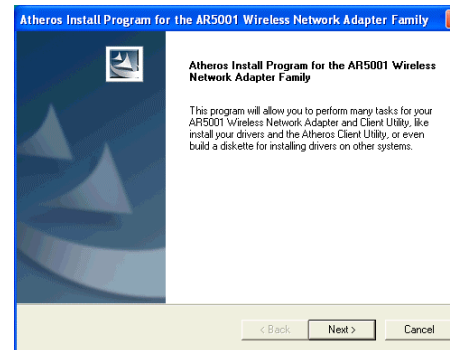 Atheros Install Program for the AR5001 Wireless Network Adapter Family
Atheros Install Program for the AR5001 Wireless
Network Adapter Family
This program will allow you to perform many tasks for your
AR5001 Wireless Network Adapter and Client Utility, like
install your drivers and the Atheros Client Utility, or even
build a diskette for installing drivers on other systems.
< Back
Next >
Cancel